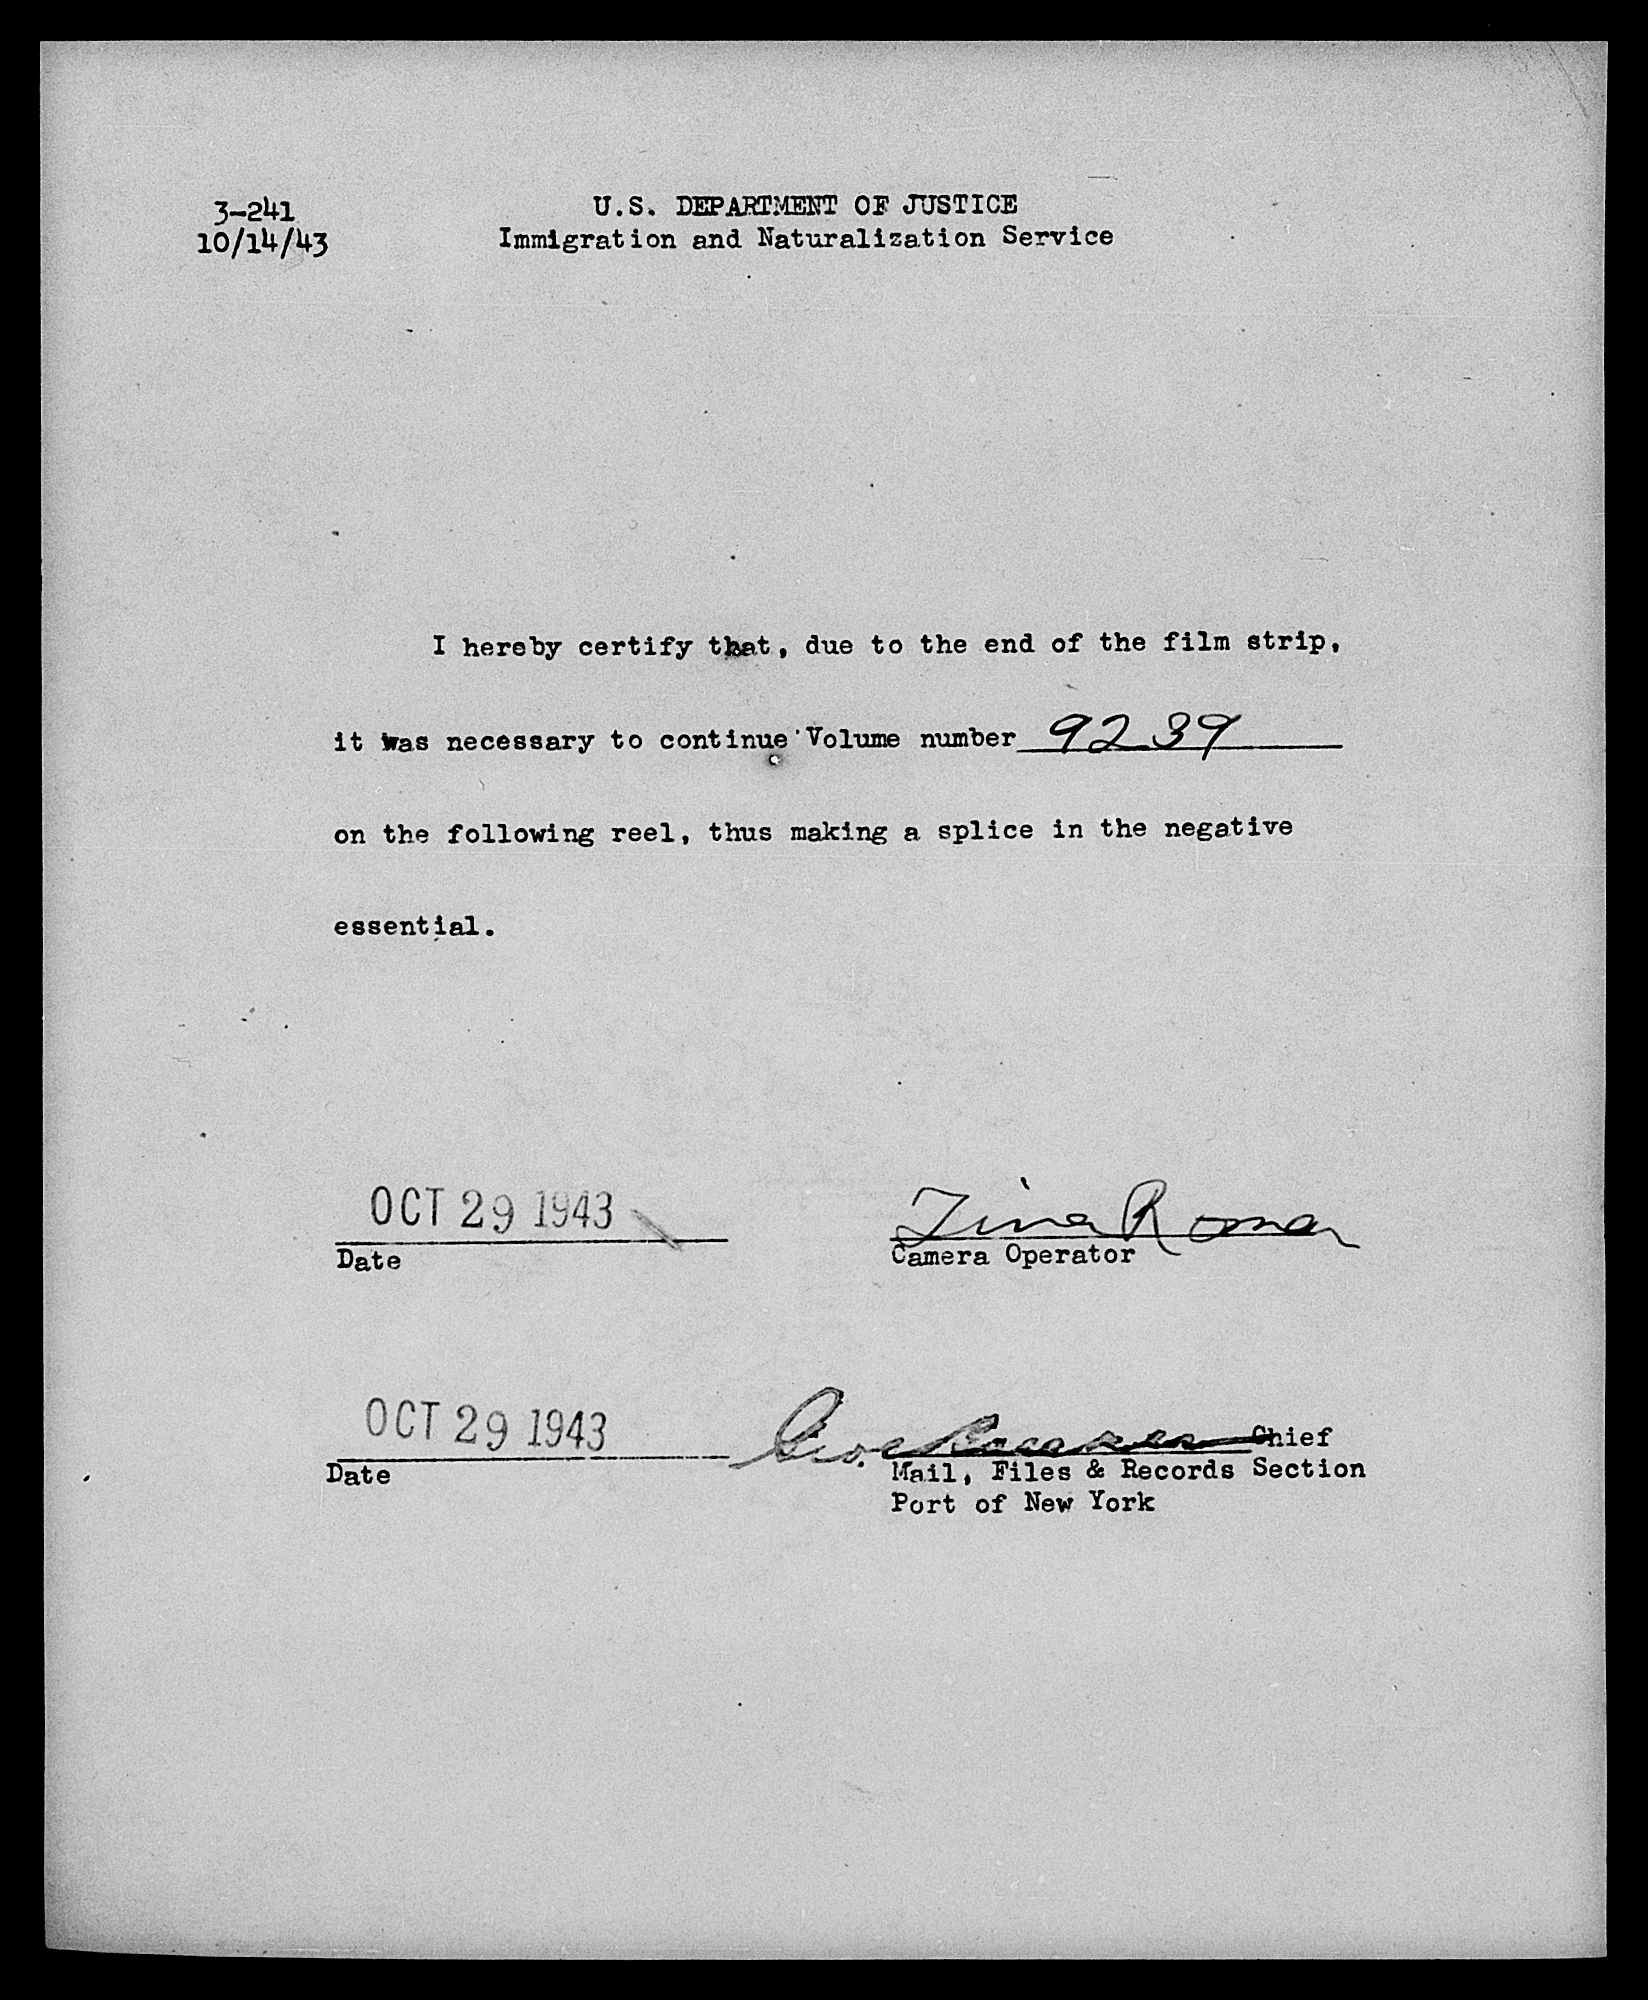 3-241
10/14/43
U.S. DEPARTMENT OF JUSTICE
Immigration and Naturalization Service
I hereby certify that, due to the end of the film strip,
it was necessary to continue Volume number 9239
on the following reel, thus making a splice in the negative
essential.
OCT 29 1943
Date
Tina Roman
Camera Operator
OCT 29 1943
Date
Geo. Chief
Mail, Files & Records Section
Port of New York